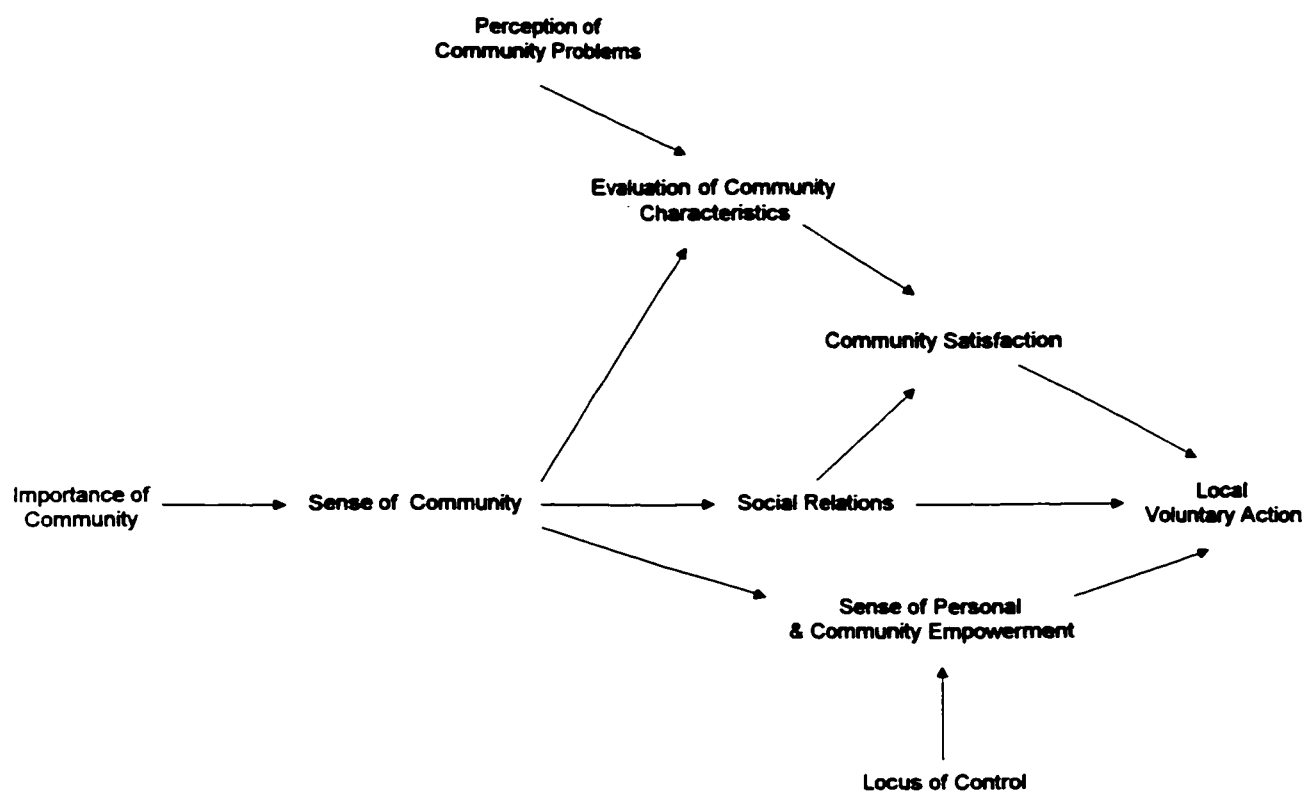 Perception of
Community Problems
Evaluation of Community
Characteristics
Community Satisfaction
Importance of
Community
Sense of Community
Social Relations
Local
Voluntary Action
Sense of Personal
& Community Empowerment
Locus of Control